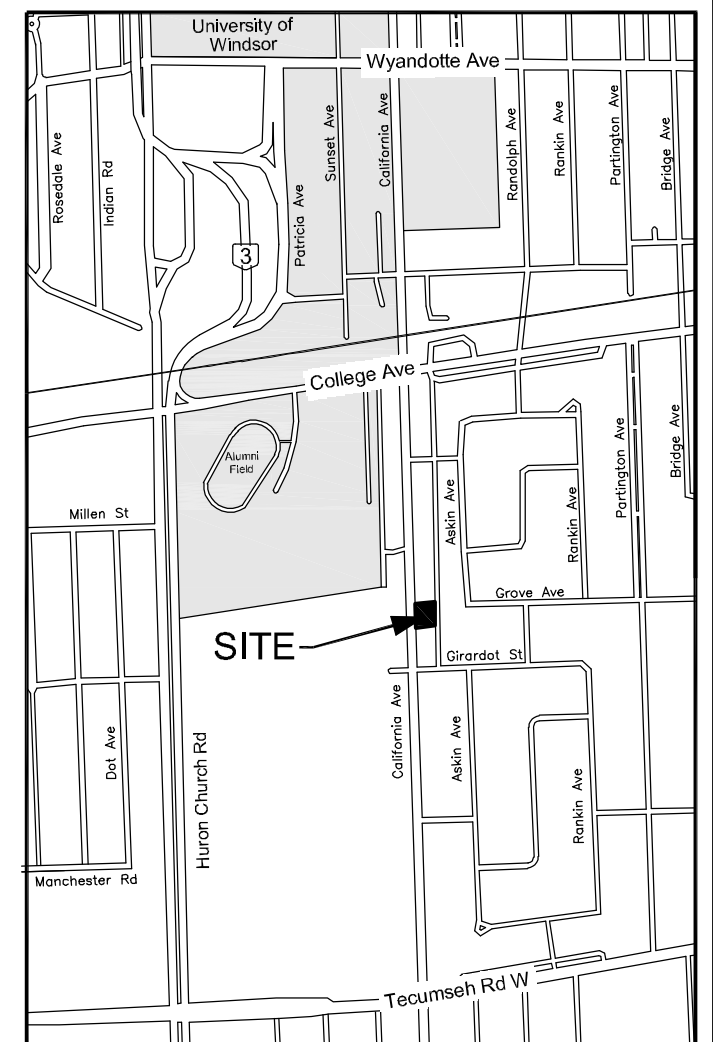 University of
Windsor
Wyandotte Ave
Rosedale Ave
Indian Rd
Patricia Ave
Sunset Ave
California Ave
Randolph Ave
Rankin Ave
Partington Ave
Bridge Ave
3
College Ave
Alumni
Field
Millen St
Askin Ave
Rankin Ave
Partington Ave
Bridge Ave
Grove Ave
SITE
Girardot St
Dot Ave
Huron Church Rd
California Ave
Askin Ave
Rankin Ave
Manchester Rd
Tecumseh Rd W